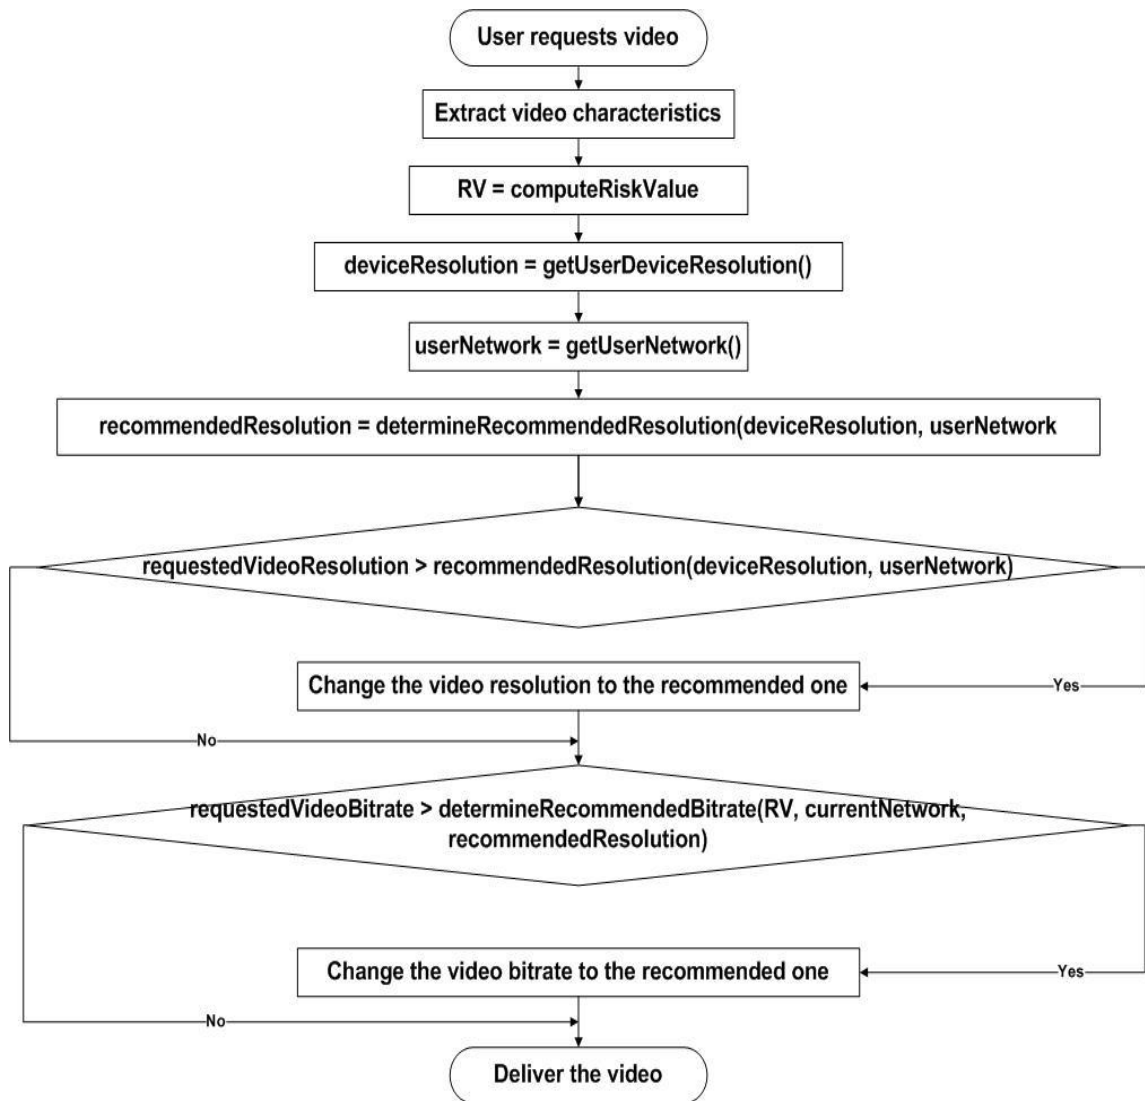 User requests video
Extract video characteristics
RV = computeRiskValue
deviceResolution = getUserDeviceResolution()
userNetwork = getUserNetwork()
recommendedResolution = determineRecommendedResolution(deviceResolution, userNetwork
requestedVideoResolution > recommendedResolution(deviceResolution, userNetwork)
Change the video resolution to the recommended one
Yes
No
requestedVideoBitrate > determineRecommendedBitrate(RV, currentNetwork,
recommendedResolution)
Change the video bitrate to the recommended one
Yes
No
Deliver the video